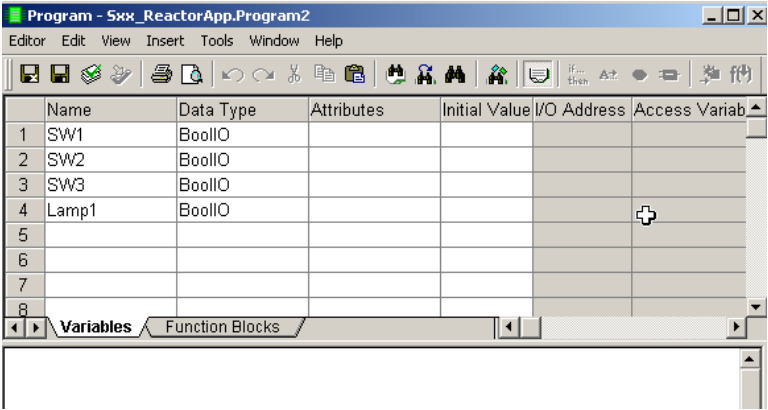 Program - Sxx_ReactorApp.Program2
Editor Edit View Insert Tools Window Help
if... then A±
Name Data Type Attributes Initial Value I/O Address Access Variab
1 SW1 BoolIO
2 SW2 BoolIO
3 SW3 BoolIO
4 Lamp1 BoolIO
5
6
7
8
Variables Function Blocks